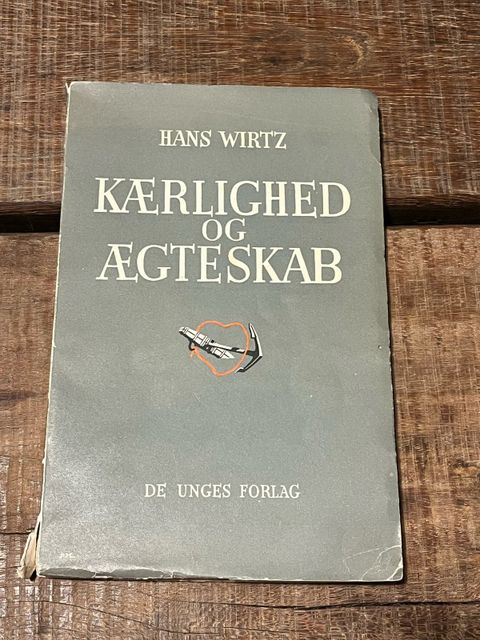 HANS WIRTZ
KÆRLIGHED
OG
ÆGTESKAB
DE UNGES FORLAG